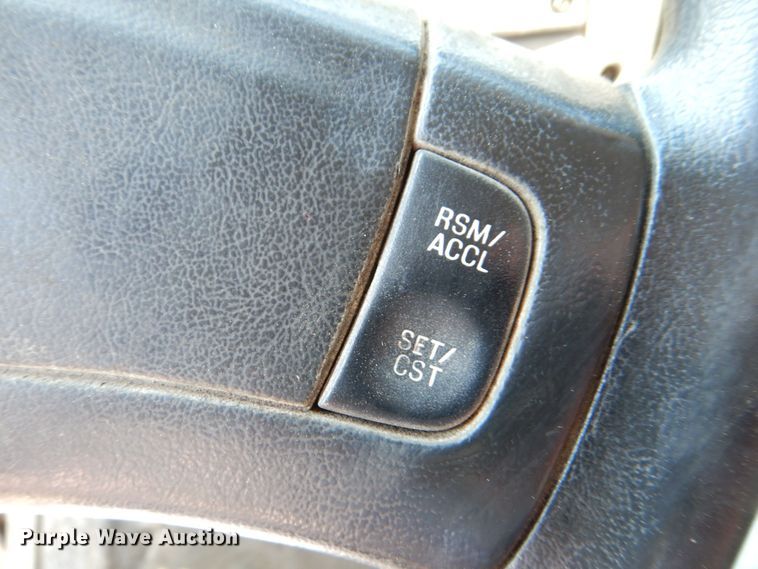 RSM/
ACCL
SET/
CST
Purple Wave Auction